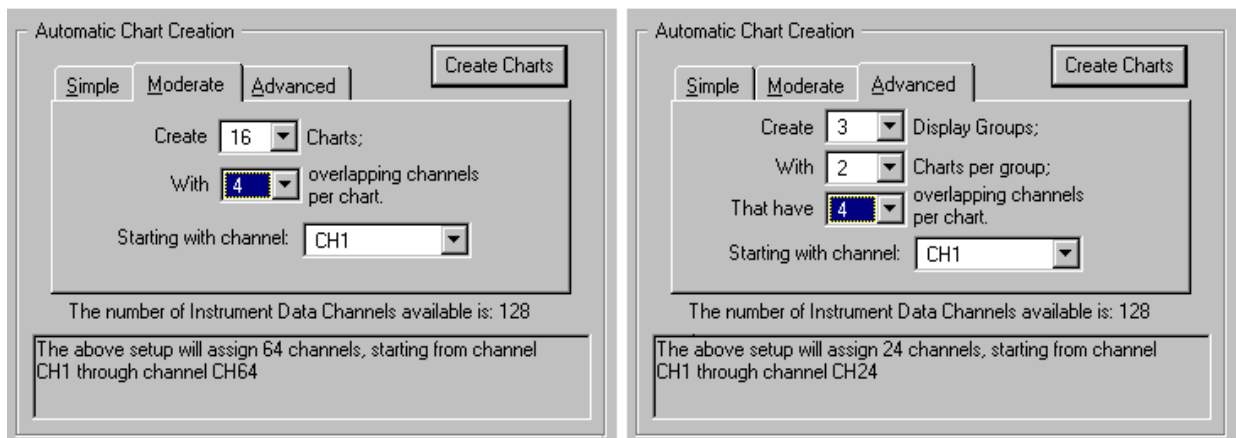 Automatic Chart Creation
Create Charts
Simple Moderate Advanced
Create 16 Charts;
With 4 overlapping channels
per chart.
Starting with channel: CH1
The number of Instrument Data Channels available is: 128
The above setup will assign 64 channels, starting from channel
CH1 through channel CH64
Automatic Chart Creation
Create Charts
Simple Moderate Advanced
Create 3 Display Groups;
With 2 Charts per group;
That have 4 overlapping channels
per chart.
Starting with channel: CH1
The number of Instrument Data Channels available is: 128
The above setup will assign 24 channels, starting from channel
CH1 through channel CH24